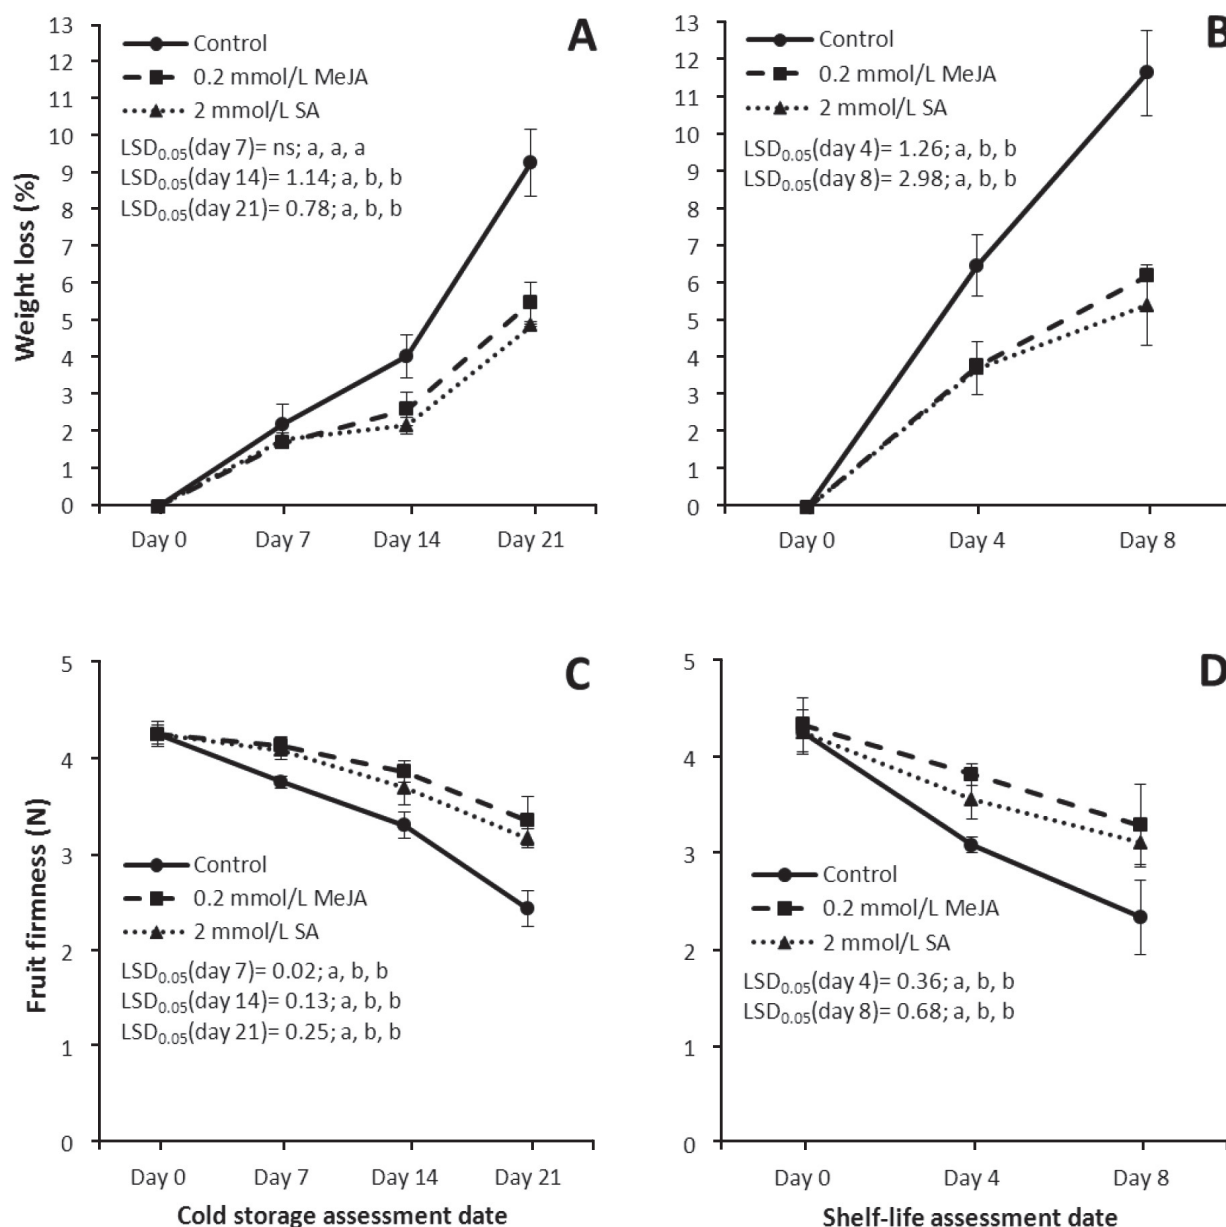 A
Weight loss (%)
13
12
11
10
9
8
7
6
5
4
3
2
1
0
Control
0.2 mmol/L MeJA
2 mmol/L SA
LSD0.05(day 7)= ns; a, a, a
LSD0.05(day 14)= 1.14; a, b, b
LSD0.05(day 21)= 0.78; a, b, b
Day 0 Day 7 Day 14 Day 21
B
13
12
11
10
9
8
7
6
5
4
3
2
1
0
Control
0.2 mmol/L MeJA
2 mmol/L SA
LSD0.05(day 4)= 1.26; a, b, b
LSD0.05(day 8)= 2.98; a, b, b
Day 0 Day 4 Day 8
C
Fruit firmness (N)
5
4
3
2
1
0
Control
0.2 mmol/L MeJA
2 mmol/L SA
LSD0.05(day 7)= 0.02; a, b, b
LSD0.05(day 14)= 0.13; a, b, b
LSD0.05(day 21)= 0.25; a, b, b
Day 0 Day 7 Day 14 Day 21
Cold storage assessment date
D
5
4
3
2
1
0
Control
0.2 mmol/L MeJA
2 mmol/L SA
LSD0.05(day 4)= 0.36; a, b, b
LSD0.05(day 8)= 0.68; a, b, b
Day 0 Day 4 Day 8
Shelf-life assessment date